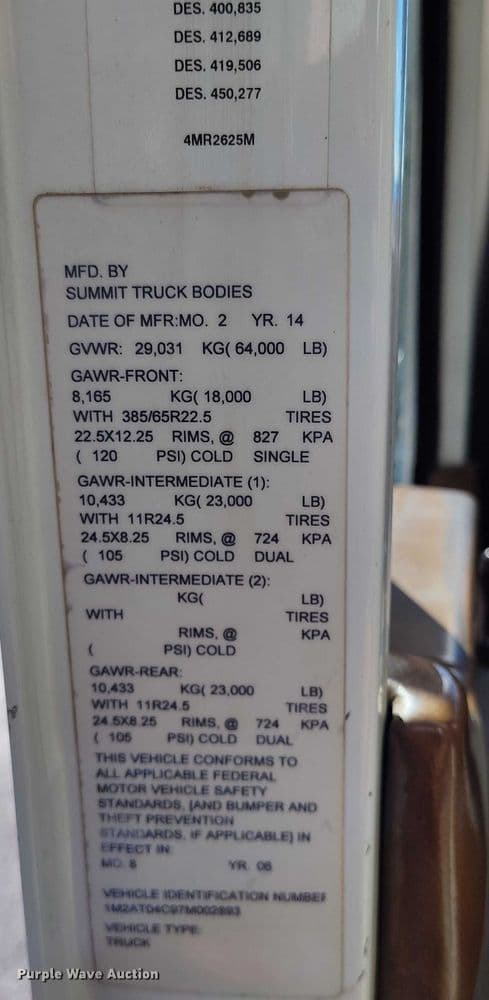 DES. 400,835
DES. 412,689
DES. 419,506
DES. 450,277
4MR2625M
MFD. BY
SUMMIT TRUCK BODIES
DATE OF MFR:MO. 2 YR. 14
GVWR: 29,031 KG( 64,000 LB)
GAWR-FRONT:
8,165 KG( 18,000 LB)
WITH 385/65R22.5 TIRES
22.5X12.25 RIMS, @ 827 KPA
( 120 PSI) COLD SINGLE
GAWR-INTERMEDIATE (1):
10,433 KG( 23,000 LB)
WITH 11R24.5 TIRES
24.5X8.25 RIMS, @ 724 KPA
( 105 PSI) COLD DUAL
GAWR-INTERMEDIATE (2):
KG( LB)
WITH TIRES
RIMS, @ KPA
( PSI) COLD
GAWR-REAR:
10,433 KG( 23,000 LB)
WITH 11R24.5 TIRES
24.5X8.25 RIMS, @ 724 KPA
( 105 PSI) COLD DUAL
THIS VEHICLE CONFORMS TO
ALL APPLICABLE FEDERAL
MOTOR VEHICLE SAFETY
STANDARDS, [AND BUMPER AND
THEFT PREVENTION
STANDARDS, IF APPLICABLE] IN
EFFECT IN:
MO. 8 YR. 06
VEHICLE IDENTIFICATION NUMBER
1M2AT04C97M002893
VEHICLE TYPE:
TRUCK
Purple Wave Auction